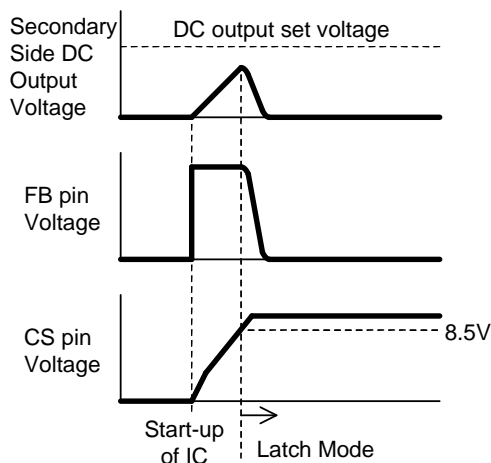 Secondary
Side DC
Output
Voltage
DC output set voltage
FB pin
Voltage
CS pin
Voltage
8.5V
Start-up
of IC
Latch Mode